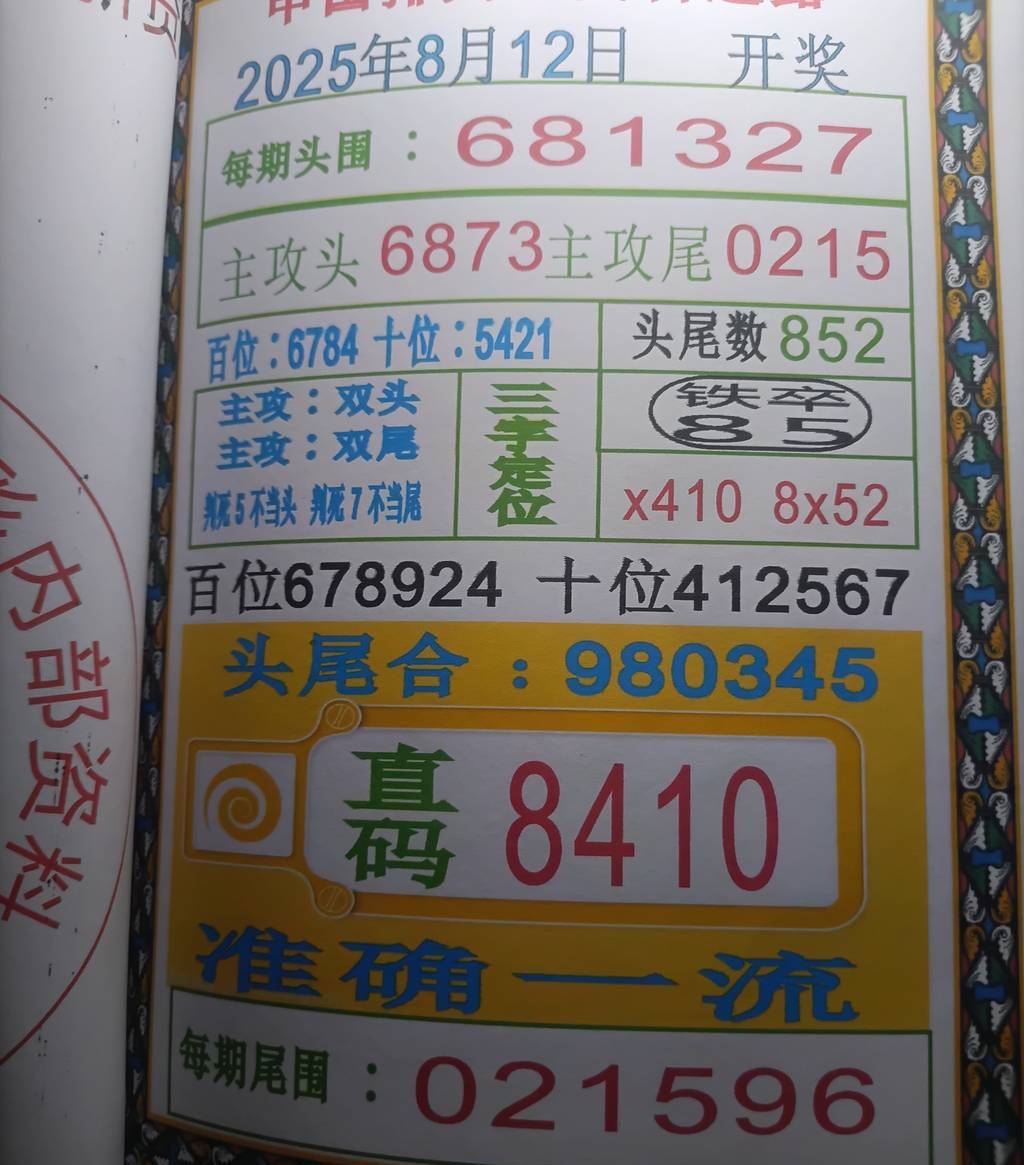 2025年8月12日 开奖
每期头围：681327
主攻头6873主攻尾0215
百位：6784 十位：5421
头尾数852
主攻：双头
主攻：双尾
判死5不当头 判死7不当尾
三字定位
铁卒
85
x410 8x52
百位678924 十位412567
头尾合：980345
直码 8410
准确一流
每期尾围：021596
内部资料